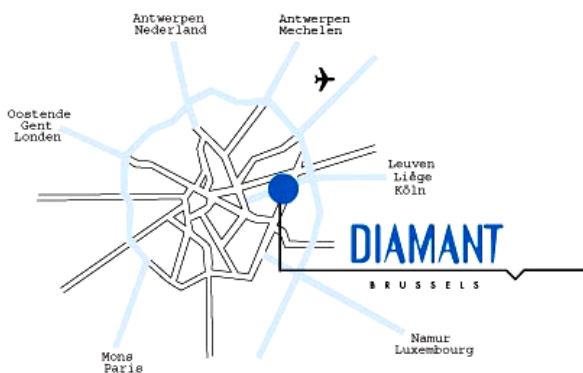 Antwerpen
Nederland
Antwerpen
Mechelen
Oostende
Gent
Londen
Leuven
Liège
Köln
DIAMANT
BRUSSELS
Namur
Luxembourg
Mons
Paris